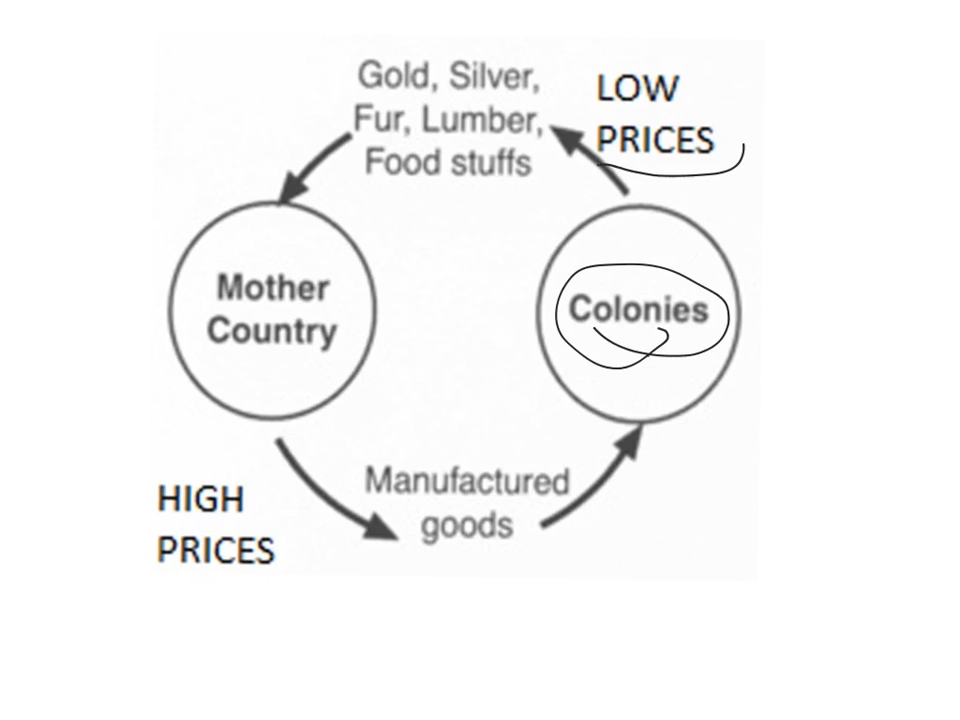 Gold, Silver,
Fur, Lumber,
Food stuffs
LOW
PRICES
Mother
Country
Colonies
HIGH
PRICES
Manufactured
goods